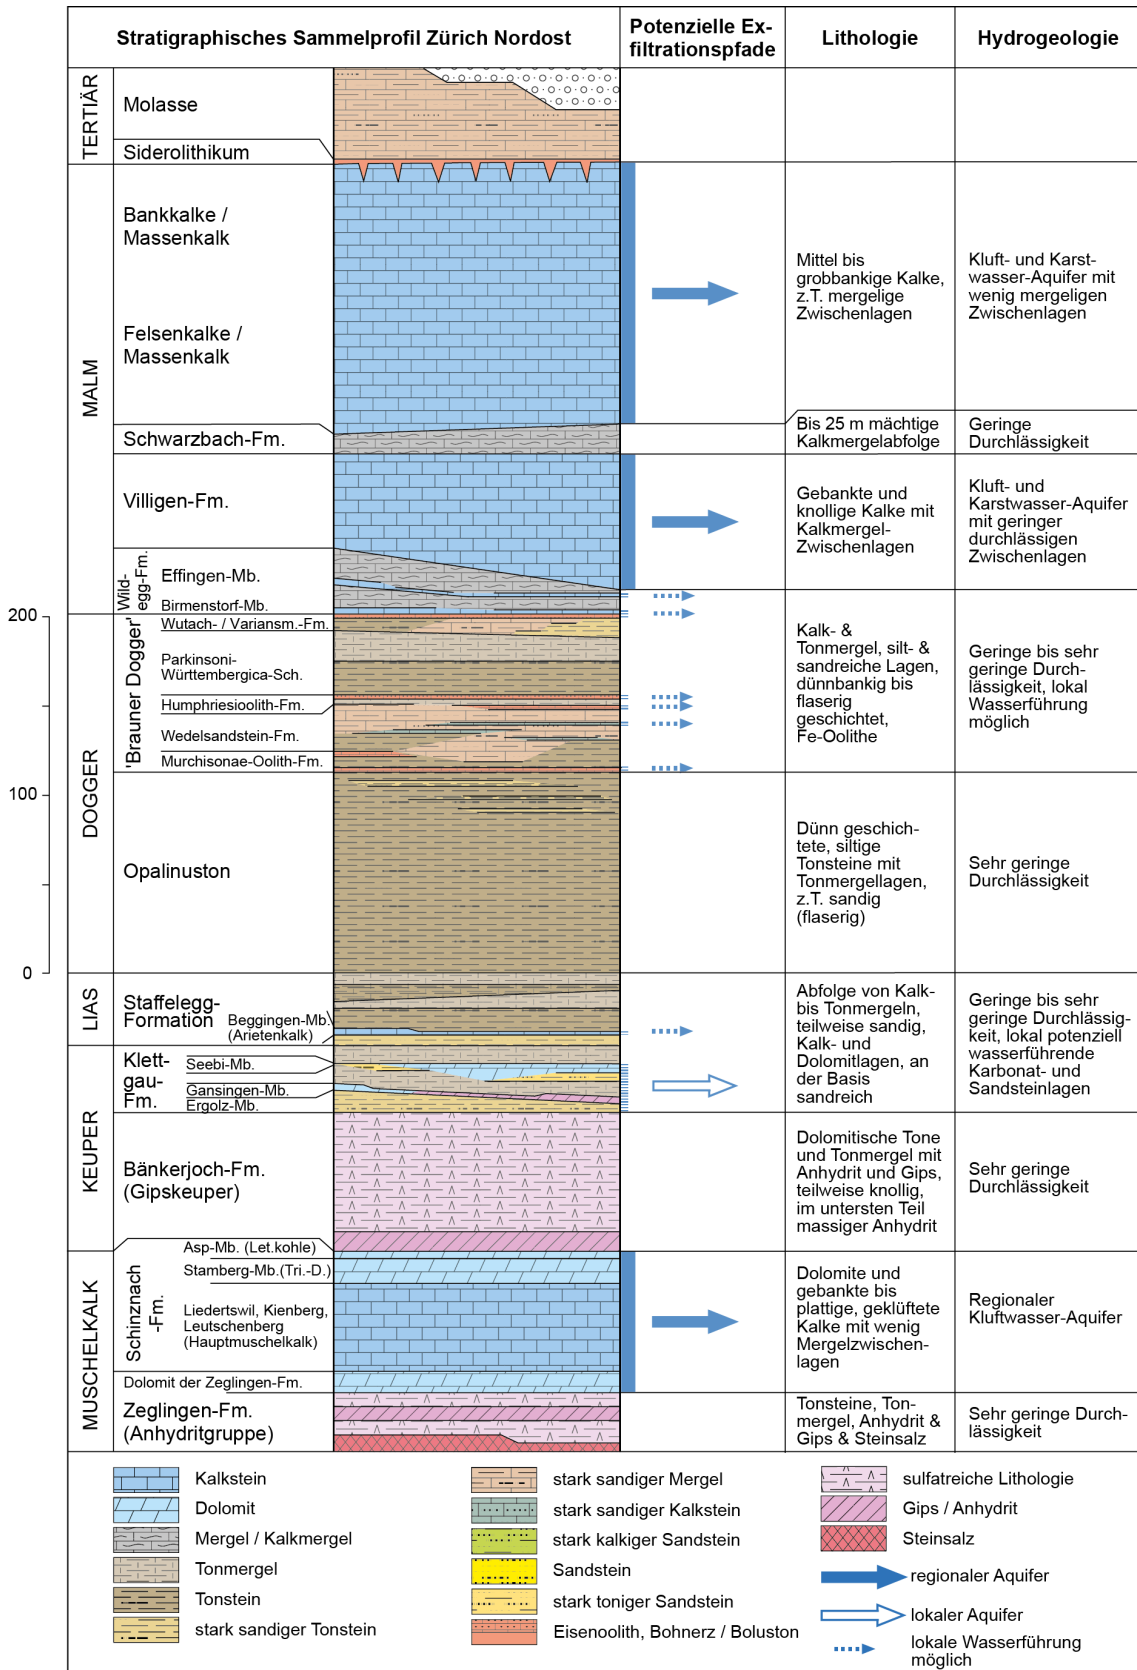 Stratigraphisches Sammelprofil Zürich Nordost
Potenzielle Ex-
filtrationspfade
Lithologie
Hydrogeologie
TERTIÄR
Molasse
Siderolithikum
MALM
Bankkalke /
Massenkalk
Felsenkalke /
Massenkalk
Mittel bis
grobbankige Kalke,
z.T. mergelige
Zwischenlagen
Kluft- und Karst-
wasser-Aquifer mit
wenig mergeligen
Zwischenlagen
Schwarzbach-Fm.
Bis 25 m mächtige
Kalkmergelabfolge
Geringe
Durchlässigkeit
Villigen-Fm.
Gebankte und
knollige Kalke mit
Kalkmergel-
Zwischenlagen
Kluft- und
Karstwasser-Aquifer
mit geringer
durchlässigen
Zwischenlagen
Wild-
egg-Fm.
Effingen-Mb.
Birmenstorf-Mb.
200
100
0
DOGGER
'Brauner Dogger'
Wutach- / Variansm.-Fm.
Parkinsoni-
Württembergica-Sch.
Humphriesioolith-Fm.
Wedelsandstein-Fm.
Murchisonae-Oolith-Fm.
Kalk- &
Tonmergel, silt- &
sandreiche Lagen,
dünnbankig bis
flaserig
geschichtet,
Fe-Oolithe
Geringe bis sehr
geringe Durch-
lässigkeit, lokal
Wasserführung
möglich
Opalinuston
Dünn geschich-
tete, siltige
Tonsteine mit
Tonmergellagen,
z.T. sandig
(flaserig)
Sehr geringe
Durchlässigkeit
LIAS
Staffelegg-
Formation
Beggingen-Mb.
(Arietenkalk)
Abfolge von Kalk-
bis Tonmergeln,
teilweise sandig,
Kalk- und
Dolomitlagen, an
der Basis
sandreich
Geringe bis sehr
geringe Durchlässig-
keit, lokal potenziell
wasserführende
Karbonat- und
Sandsteinlagen
KEUPER
Klett-
gau-
Fm.
Seebi-Mb.
Gansingen-Mb.
Ergolz-Mb.
Bänkerjoch-Fm.
(Gipskeuper)
Dolomitische Tone
und Tonmergel mit
Anhydrit und Gips,
teilweise knollig,
im untersten Teil
massiger Anhydrit
Sehr geringe
Durchlässigkeit
MUSCHELKALK
Schinznach
-Fm.
Asp-Mb. (Let.kohle)
Stamberg-Mb.(Tri.-D.)
Liedertswil, Kienberg,
Leutschenberg
(Hauptmuschelkalk)
Dolomit der Zeglingen-Fm.
Dolomite und
gebankte bis
plattige, geklüftete
Kalke mit wenig
Mergelzwischen-
lagen
Regionaler
Kluftwasser-Aquifer
Zeglingen-Fm.
(Anhydritgruppe)
Tonsteine, Ton-
mergel, Anhydrit &
Gips & Steinsalz
Sehr geringe Durch-
lässigkeit
Kalkstein
Dolomit
Mergel / Kalkmergel
Tonmergel
Tonstein
stark sandiger Tonstein
stark sandiger Mergel
stark sandiger Kalkstein
stark kalkiger Sandstein
Sandstein
stark toniger Sandstein
Eisenoolith, Bohnerz / Boluston
sulfatreiche Lithologie
Gips / Anhydrit
Steinsalz
regionaler Aquifer
lokaler Aquifer
lokale Wasserführung
möglich